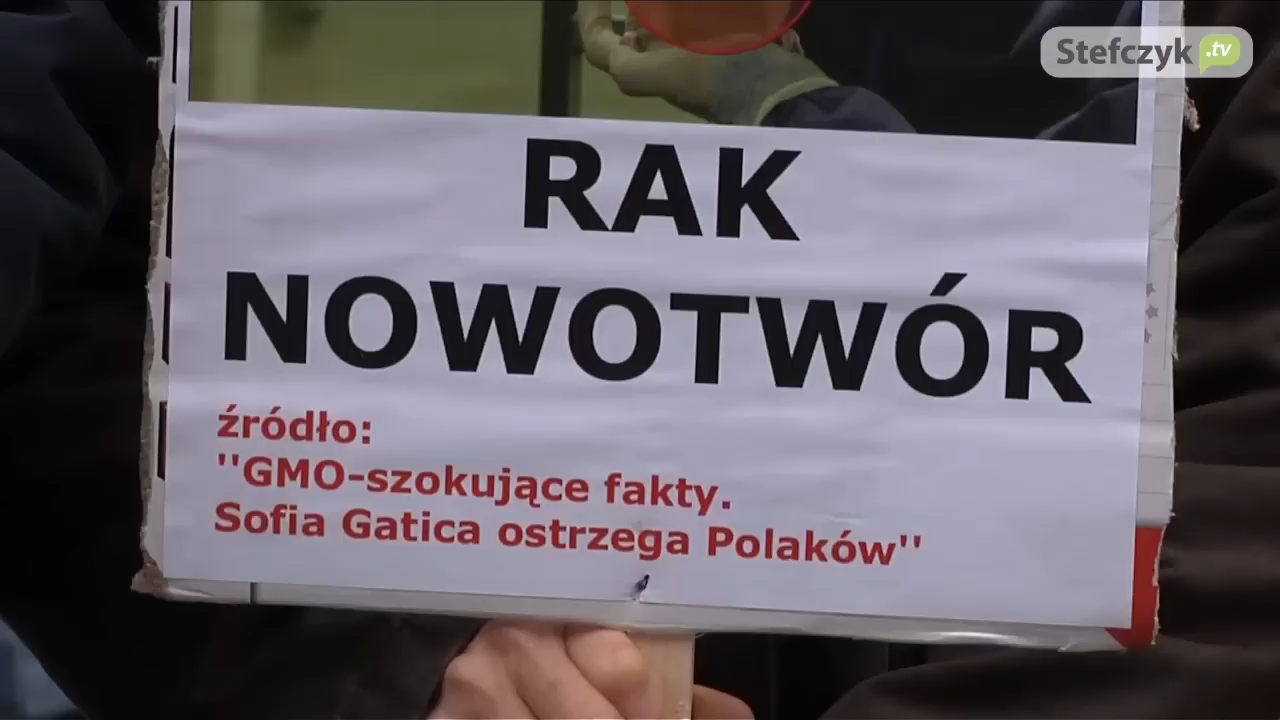 Stefczyk.tv
RAK
NOWOTWÓR
źródło:
''GMO-szokujące fakty.
Sofia Gatica ostrzega Polaków''